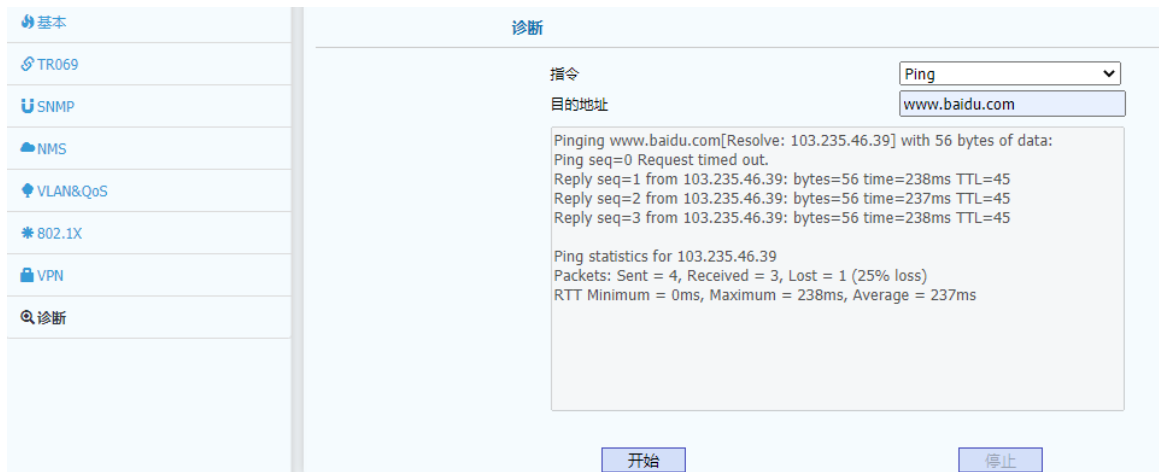 基本
TR069
SNMP
NMS
VLAN&QoS
802.1X
VPN
诊断
诊断
指令 Ping
目的地址 www.baidu.com
Pinging www.baidu.com[Resolve: 103.235.46.39] with 56 bytes of data:
Ping seq=0 Request timed out.
Reply seq=1 from 103.235.46.39: bytes=56 time=238ms TTL=45
Reply seq=2 from 103.235.46.39: bytes=56 time=237ms TTL=45
Reply seq=3 from 103.235.46.39: bytes=56 time=238ms TTL=45
Ping statistics for 103.235.46.39
Packets: Sent = 4, Received = 3, Lost = 1 (25% loss)
RTT Minimum = 0ms, Maximum = 238ms, Average = 237ms
开始 停止